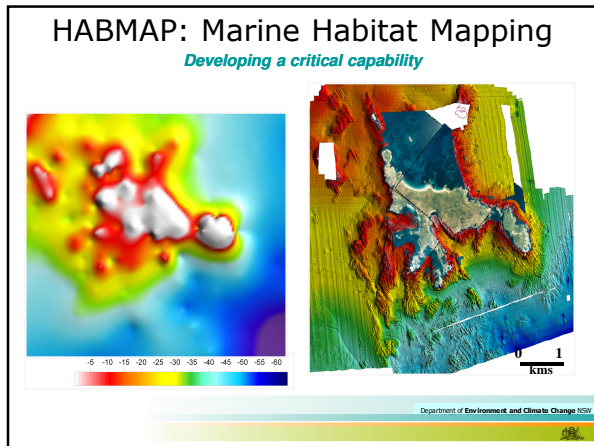 HABMAP: Marine Habitat Mapping
Developing a critical capability
-5 -10 -15 -20 -25 -30 -35 -40 -45 -50 -55 -60
0 1
kms
Department of Environment and Climate Change NSW